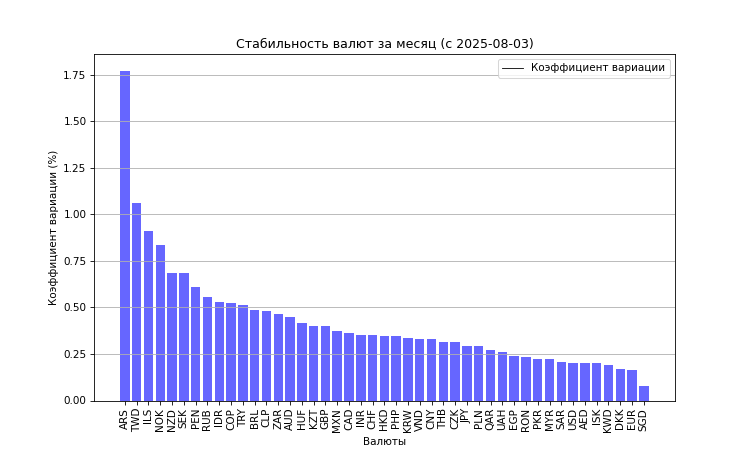 Стабильность валют за месяц (с 2025-08-03)
Коэффициент вариации
Коэффициент вариации (%)
1.75
1.50
1.25
1.00
0.75
0.50
0.25
0.00
ARS TWD ILS NOK NZD SEK PEN RUB IDR COP TRY BRL CLP ZAR AUD HUF KZT GBP MXN CAD INR CHF HKD PHP KRW VND CNY THB CZK JPY PLN QAR UAH EGP RON PKR MYR SAR USD AED ISK KWD DKK EUR SGD
Валюты